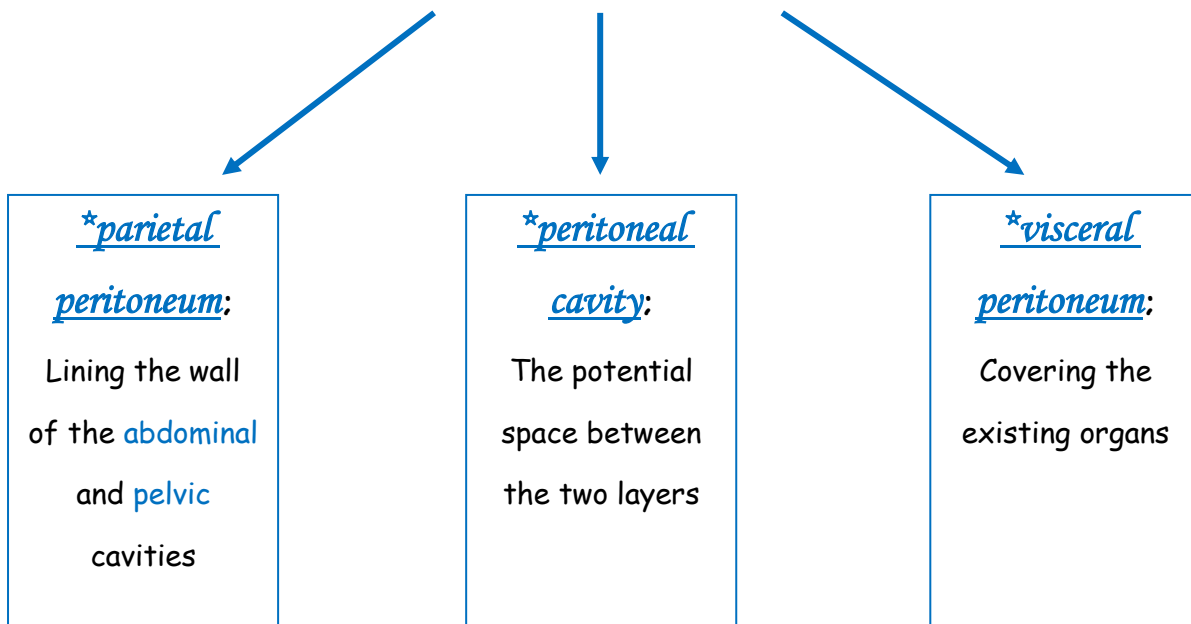 *parietal
peritoneum;
Lining the wall
of the abdominal
and pelvic
cavities
*peritoneal
cavity;
The potential
space between
the two layers
*visceral
peritoneum;
Covering the
existing organs